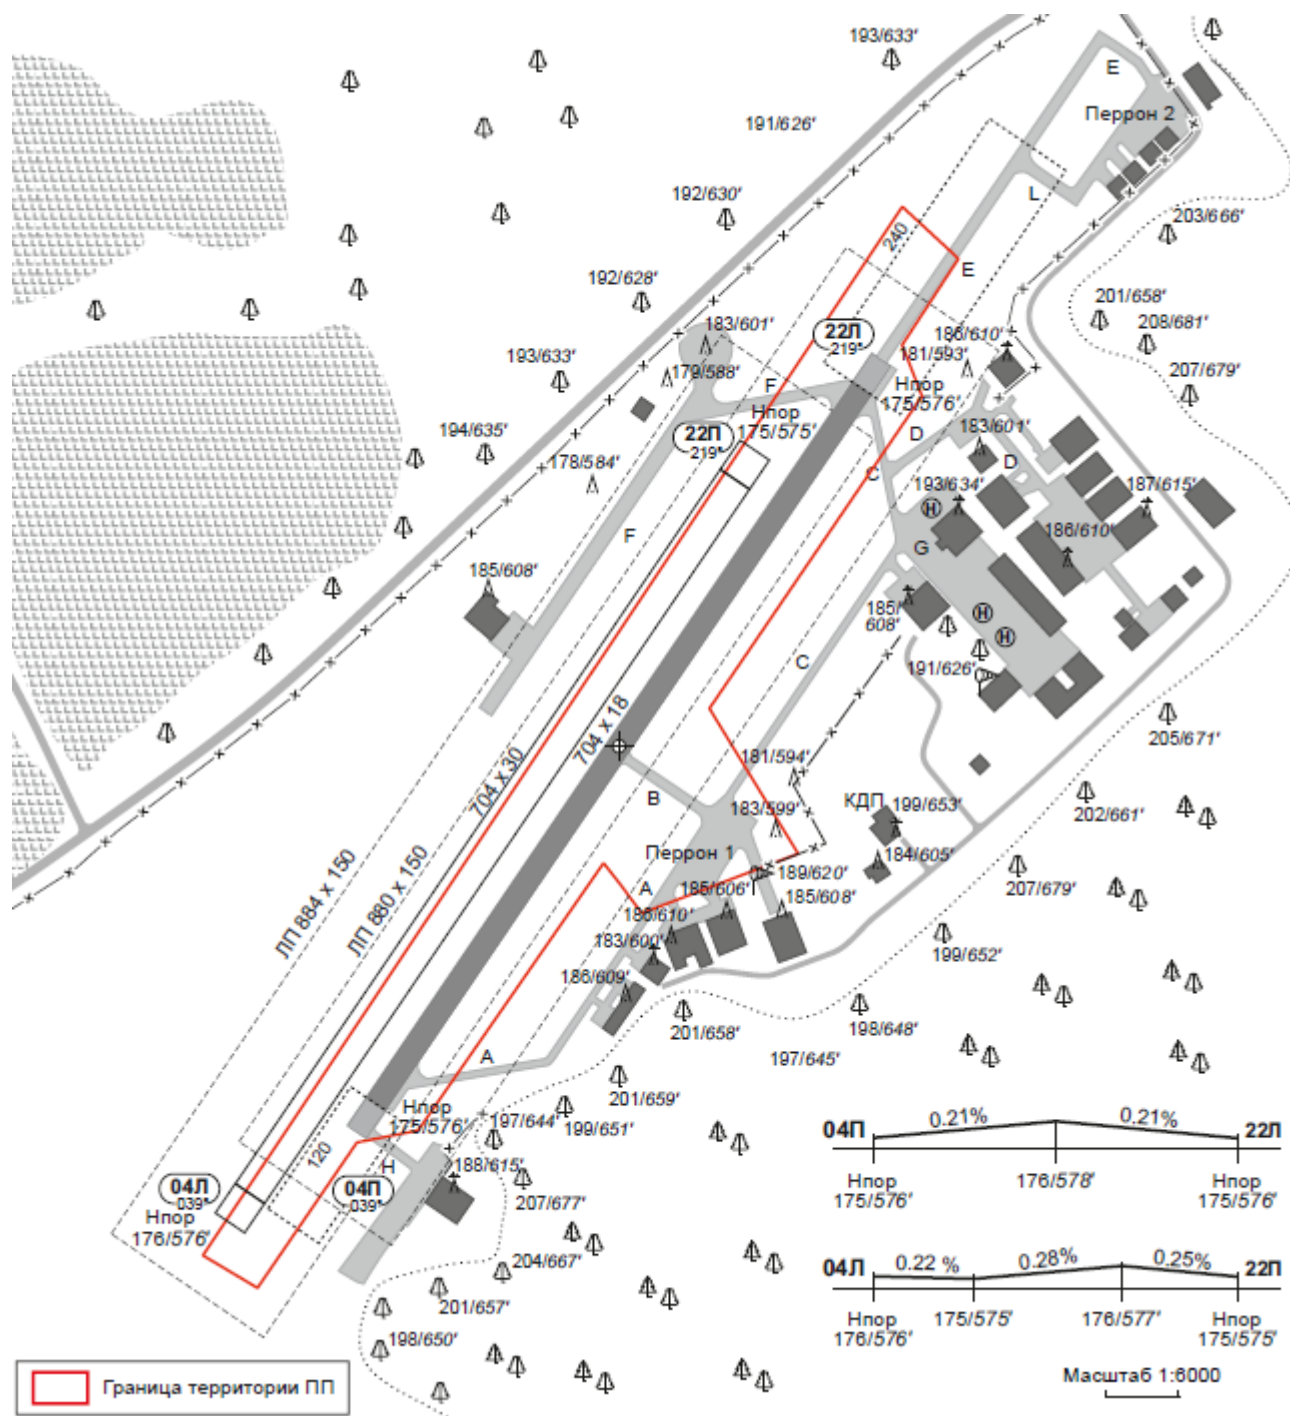 193/633'
E
Перрон 2
191/626'
L
192/630'
203/666'
240
E
192/628'
201/658'
183/601'
22Л
219°
186/610'
208/681'
181/593'
193/633'
179/588'
F
Нпор
175/576'
207/679'
Нпор
175/575'
22П
219°
194/635'
D
183/601'
178/584'
C
D
193/634'
187/615'
F
186/610'
G
185/608'
185/
608'
C
191/626'
704 x 18
205/671'
704 x 30
181/594'
B
КДП
199/653'
202/661'
183/599'
Перрон 1
184/605'
ЛП 884 x 150
ЛП 880 x 150
189/620'
207/679'
A
185/606'
185/608'
186/610'
183/600'
199/652'
186/609'
201/658'
198/648'
197/645'
A
201/659'
Нпор
175/576'
197/644'
199/651'
120
H
188/615'
04Л
039°
04П
039°
207/677'
Нпор
176/576'
204/667'
201/657'
198/650'
04П
0.21%
0.21%
22Л
Нпор
175/576'
176/578'
Нпор
175/576'
04Л
0.22 %
0.28%
0.25%
22П
Нпор
176/576'
175/575'
176/577'
Нпор
175/575'
Масштаб 1:6000
Граница территории ПП